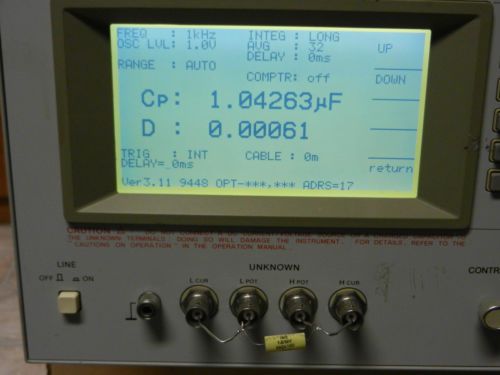 FREQ : 1kHz INTEG : LONG
OSC LVL: 1.0V AVG : 32
DELAY : 0ms
UP
RANGE : AUTO
COMPTR: off
DOWN
Cp: 1.04263µF
D : 0.00061
TRIG : INT CABLE : 0m
DELAY=_0ms
return
Ver3.11 9448 OPT-***,*** ADRS=17
CAUTION
THE UNKNOWN TERMINALS. DOING SO WILL DAMAGE THE INSTRUMENT. FOR DETAILS, REFER TO THE
"CAUTIONS ON OPERATION" IN THE OPERATION MANUAL.
LINE
OFF ON
UNKNOWN
L CUR L POT H POT H CUR
CONTR